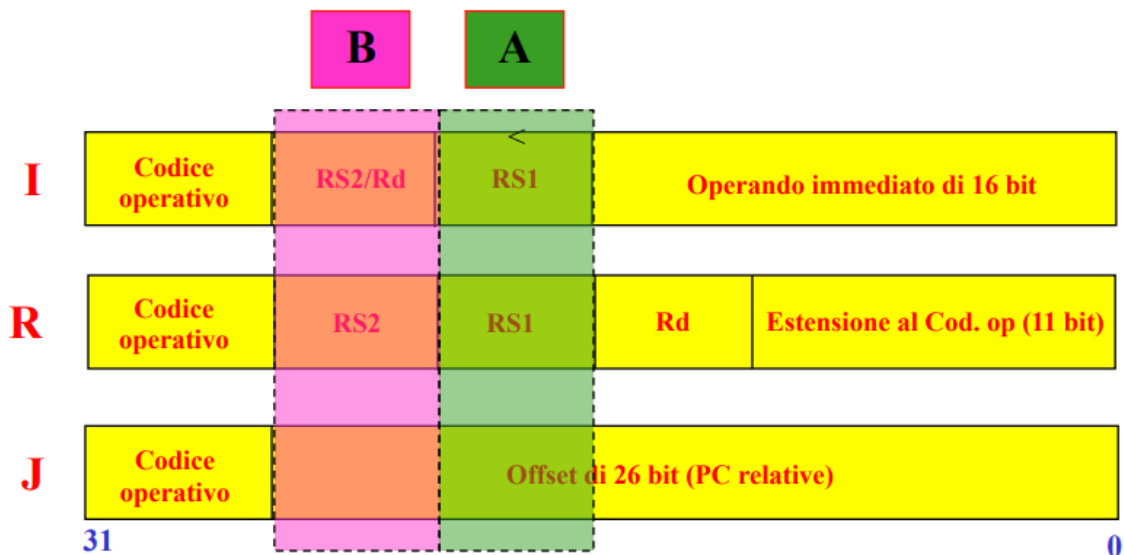 B
A
<
I
Codice
operativo
RS2/Rd
RS1
Operando immediato di 16 bit
R
Codice
operativo
RS2
RS1
Rd
Estensione al Cod. op (11 bit)
J
Codice
operativo
Offset di 26 bit (PC relative)
31
0